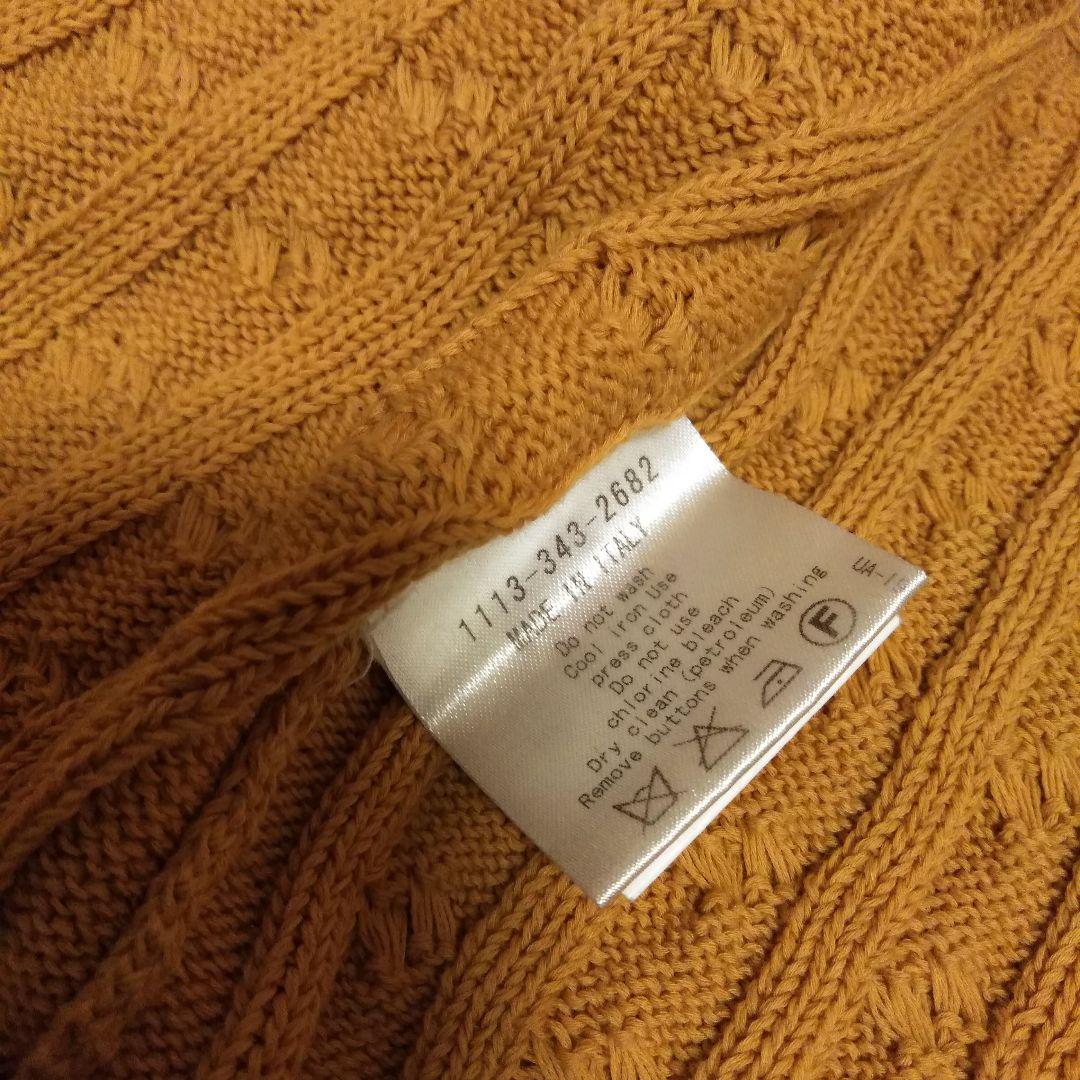 1113-343-2682
MADE IN ITALY
Do not wash
Cool iron Use
press cloth
Do not use
chlorine bleach
Dry clean (petroleum)
Remove buttons when washing
F